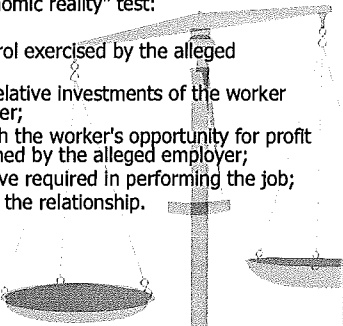 nomic reality" test:
rol exercised by the alleged
elative investments of the worker
er;
h the worker's opportunity for profit
ned by the alleged employer;
ve required in performing the job;
the relationship.